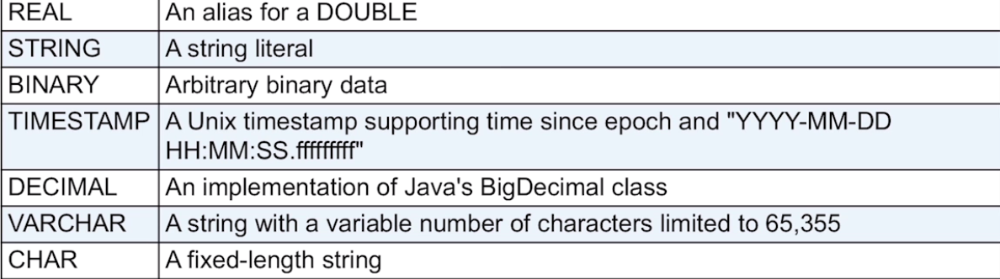 REAL An alias for a DOUBLE
STRING A string literal
BINARY Arbitrary binary data
TIMESTAMP A Unix timestamp supporting time since epoch and "YYYY-MM-DD
HH:MM:SS.fffffffff"
DECIMAL An implementation of Java's BigDecimal class
VARCHAR A string with a variable number of characters limited to 65,355
CHAR A fixed-length string